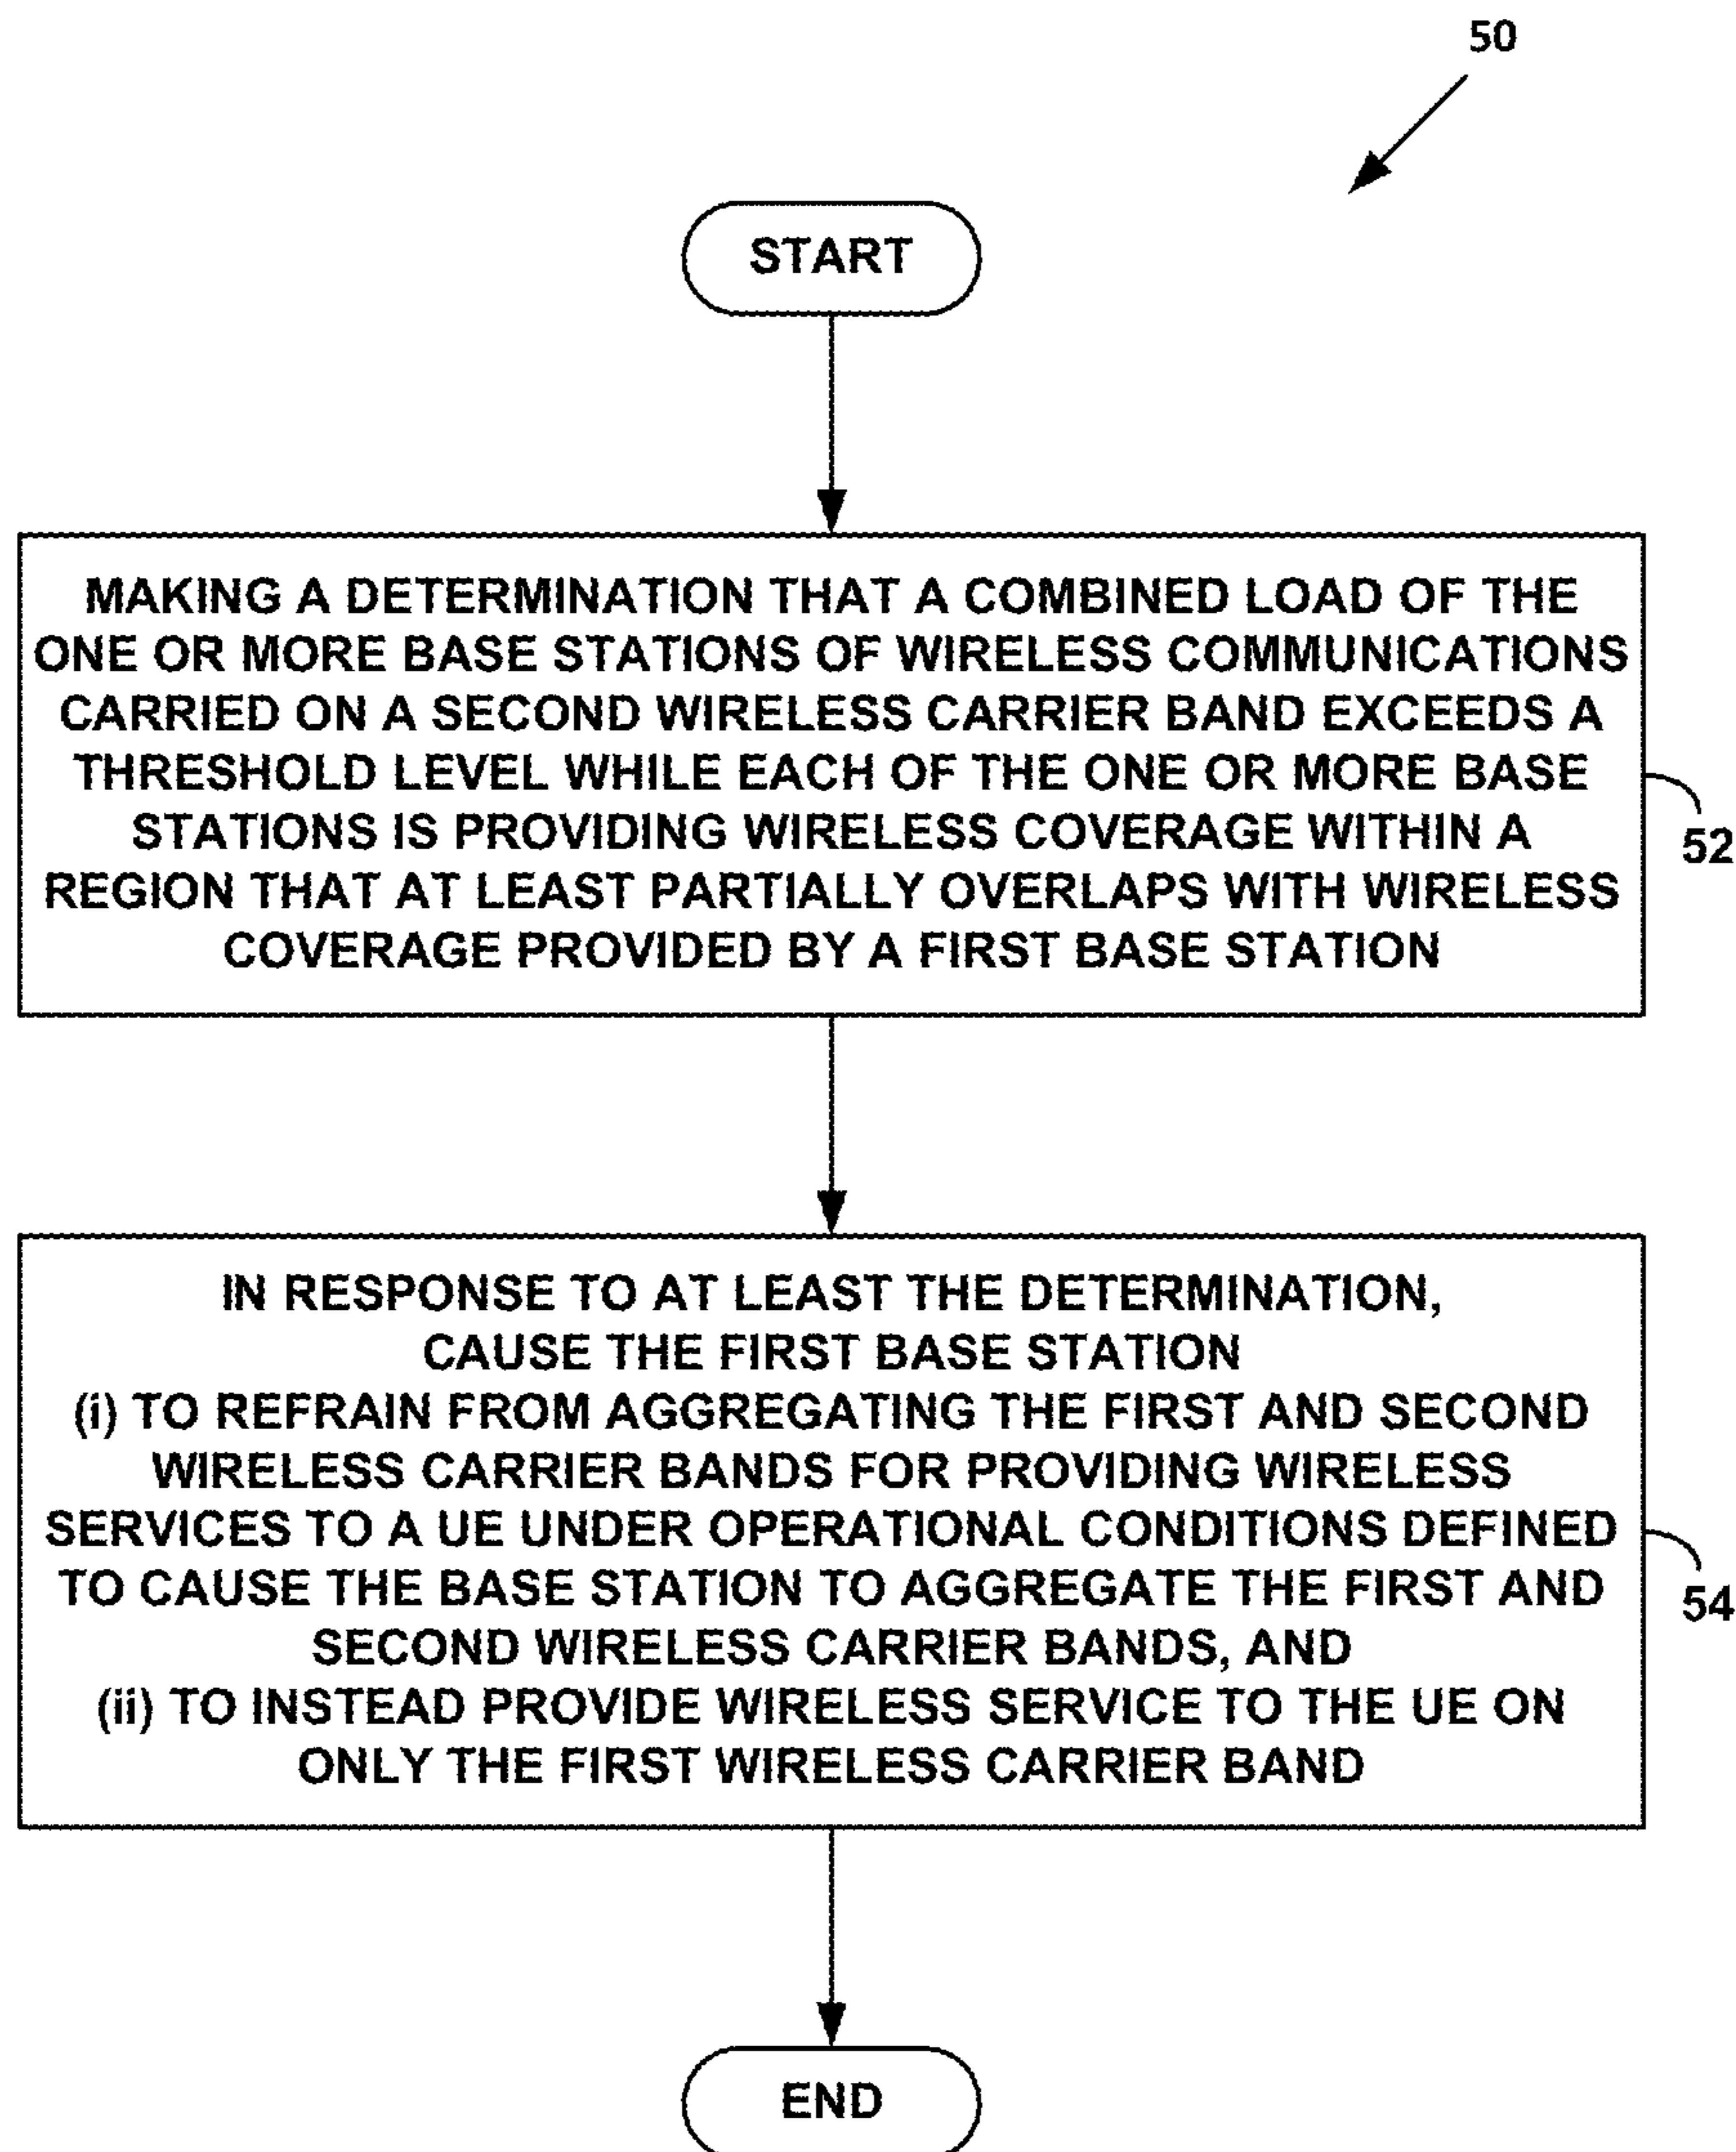 50
START
MAKING A DETERMINATION THAT A COMBINED LOAD OF THE
ONE OR MORE BASE STATIONS OF WIRELESS COMMUNICATIONS
CARRIED ON A SECOND WIRELESS CARRIER BAND EXCEEDS A
THRESHOLD LEVEL WHILE EACH OF THE ONE OR MORE BASE
STATIONS IS PROVIDING WIRELESS COVERAGE WITHIN A
REGION THAT AT LEAST PARTIALLY OVERLAPS WITH WIRELESS
COVERAGE PROVIDED BY A FIRST BASE STATION
52
IN RESPONSE TO AT LEAST THE DETERMINATION,
CAUSE THE FIRST BASE STATION
(i) TO REFRAIN FROM AGGREGATING THE FIRST AND SECOND
WIRELESS CARRIER BANDS FOR PROVIDING WIRELESS
SERVICES TO A UE UNDER OPERATIONAL CONDITIONS DEFINED
TO CAUSE THE BASE STATION TO AGGREGATE THE FIRST AND
SECOND WIRELESS CARRIER BANDS, AND
(ii) TO INSTEAD PROVIDE WIRELESS SERVICE TO THE UE ON
ONLY THE FIRST WIRELESS CARRIER BAND
54
END